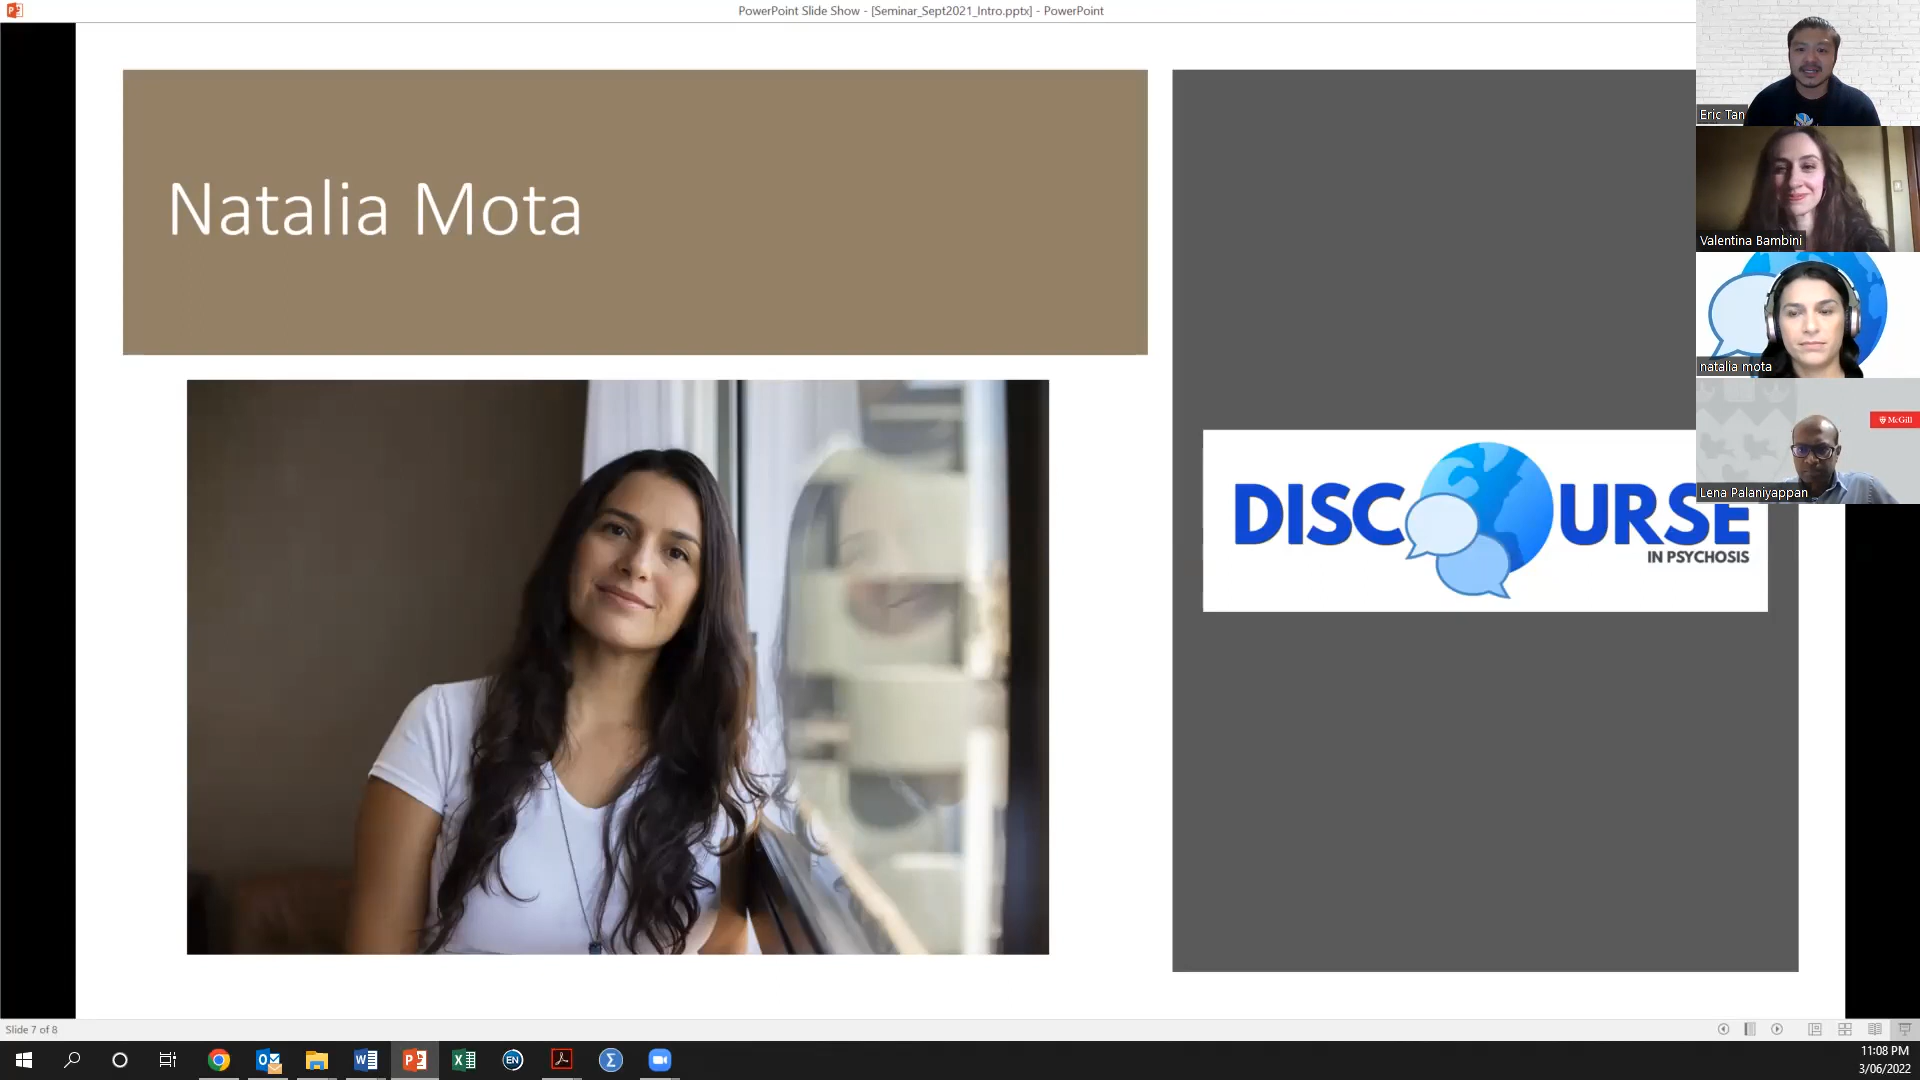 PowerPoint Slide Show - [Seminar_Sept2021_Intro.pptx] - PowerPoint
Natalia Mota
DISCOURSE
IN PSYCHOSIS
Eric Tan
Valentina Bambini
natalia mota
McGill
Lena Palaniyappan
Slide 7 of 8
EN
11:08 PM
3/06/2022